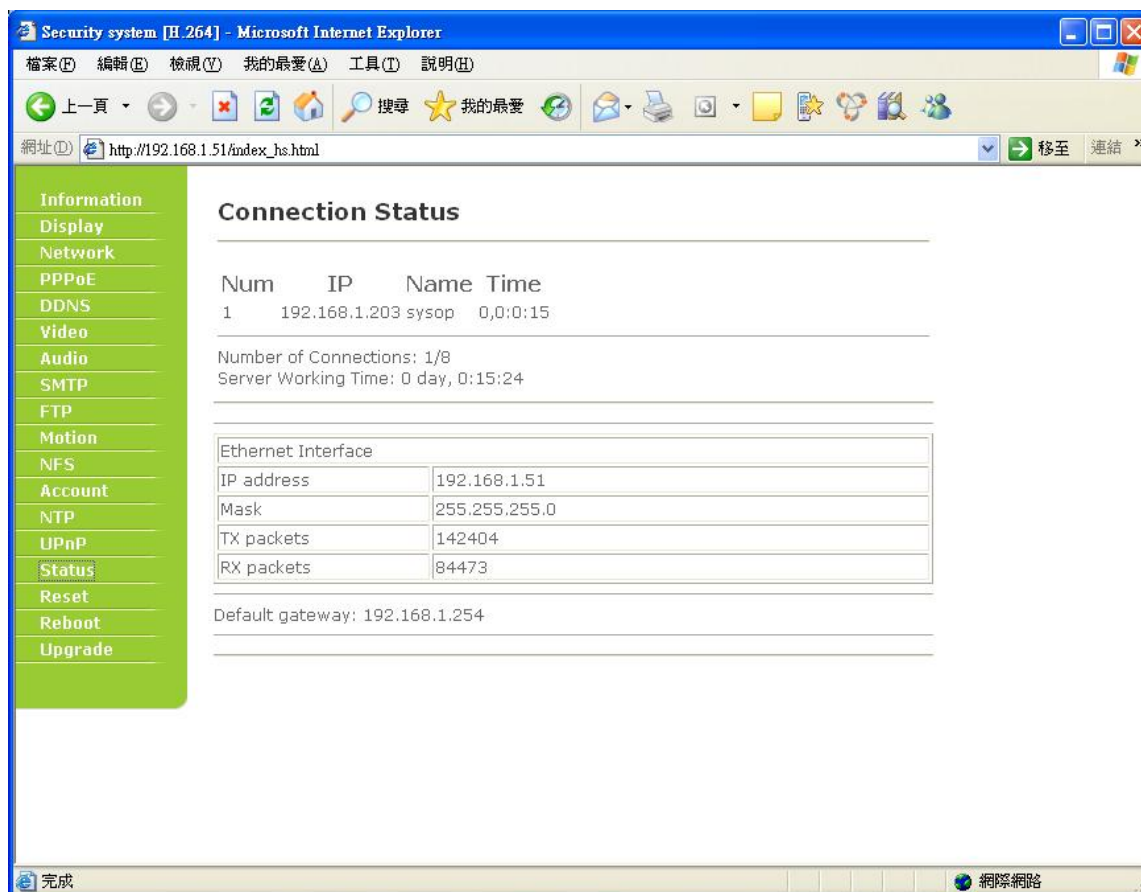 Security system [H.264] - Microsoft Internet Explorer
檔案(F) 編輯(E) 檢視(V) 我的最愛(A) 工具(T) 說明(H)
上一頁 搜尋 我的最愛
網址(D) http://192.168.1.51/index_hs.html 移至 連結 »
Information
Display
Network
PPPoE
DDNS
Video
Audio
SMTP
FTP
Motion
NFS
Account
NTP
UPnP
Status
Reset
Reboot
Upgrade
Connection Status
Num IP Name Time
1 192.168.1.203 sysop 0,0:0:15
Number of Connections: 1/8
Server Working Time: 0 day, 0:15:24
Ethernet Interface
IP address 192.168.1.51
Mask 255.255.255.0
TX packets 142404
RX packets 84473
Default gateway: 192.168.1.254
完成 網際網路